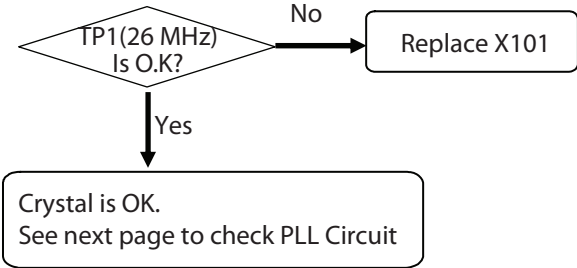 TP1(26 MHz)
Is O.K?
No
Replace X101
Yes
Crystal is OK.
See next page to check PLL Circuit